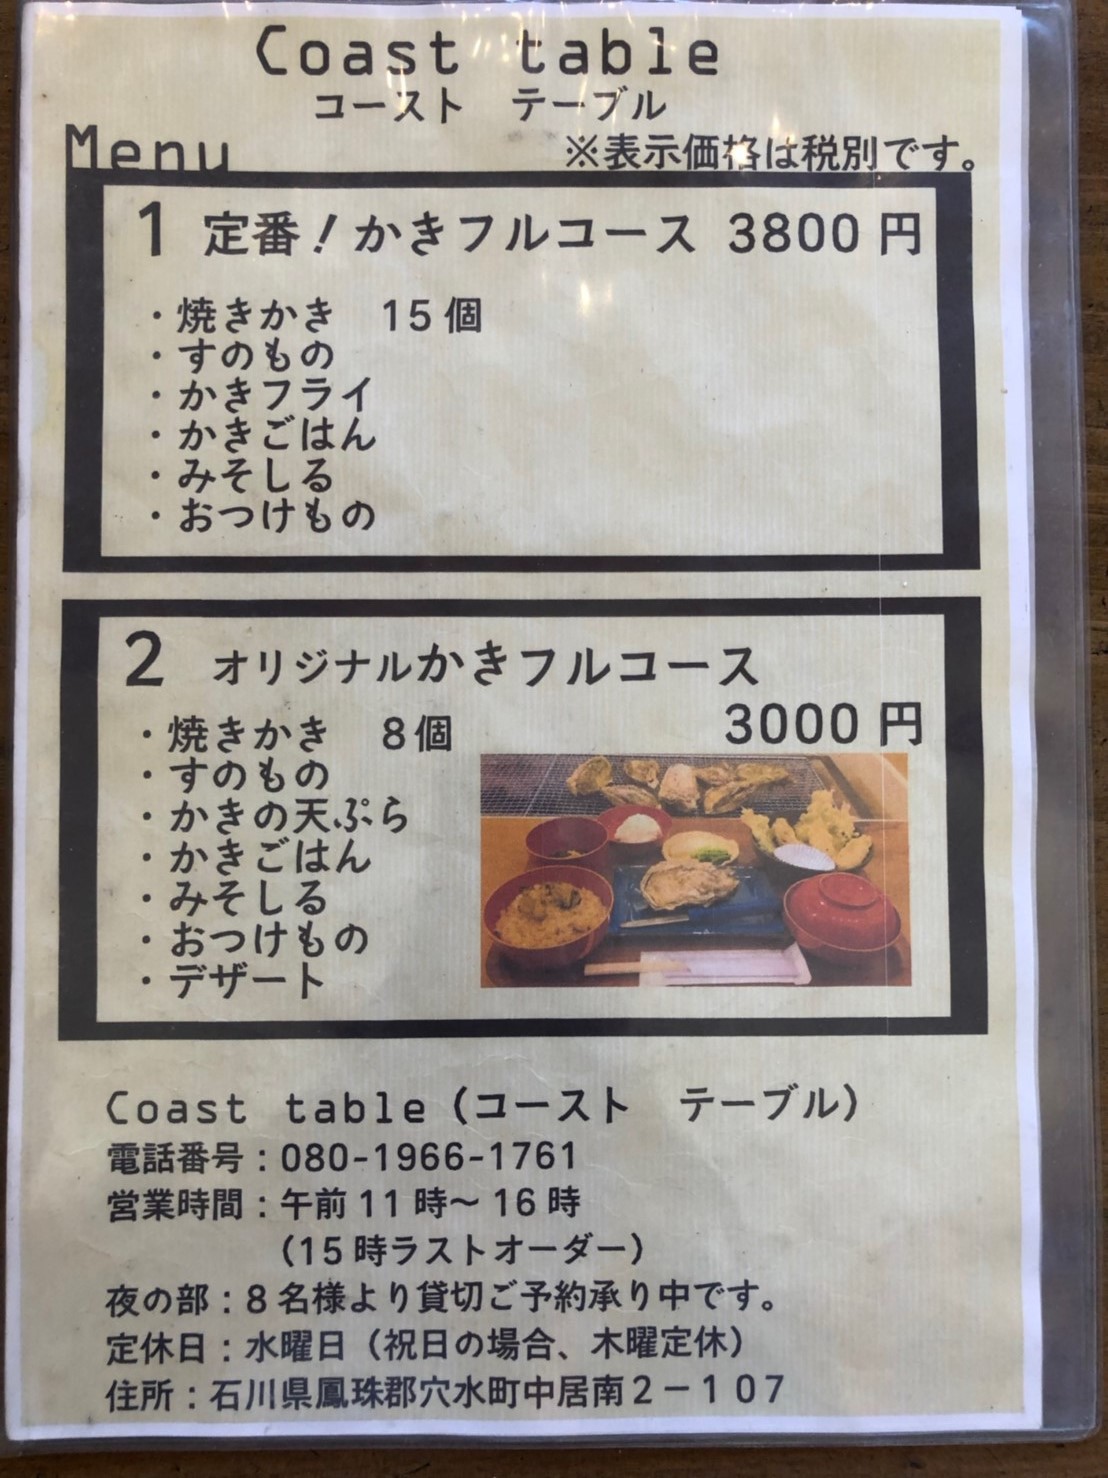 Coast table
コースト テーブル
Menu
※表示価格は税別です。
1 定番！かきフルコース 3800円
・焼きかき 15個
・すのもの
・かきフライ
・かきごはん
・みそしる
・おつけもの
2 オリジナルかきフルコース
3000円
・焼きかき 8個
・すのもの
・かきの天ぷら
・かきごはん
・みそしる
・おつけもの
・デザート
Coast table（コースト テーブル）
電話番号：080-1966-1761
営業時間：午前11時～16時
（15時ラストオーダー）
夜の部：8名様より貸切ご予約承り中です。
定休日：水曜日（祝日の場合、木曜定休）
住所：石川県鳳珠郡穴水町中居南２－１０７